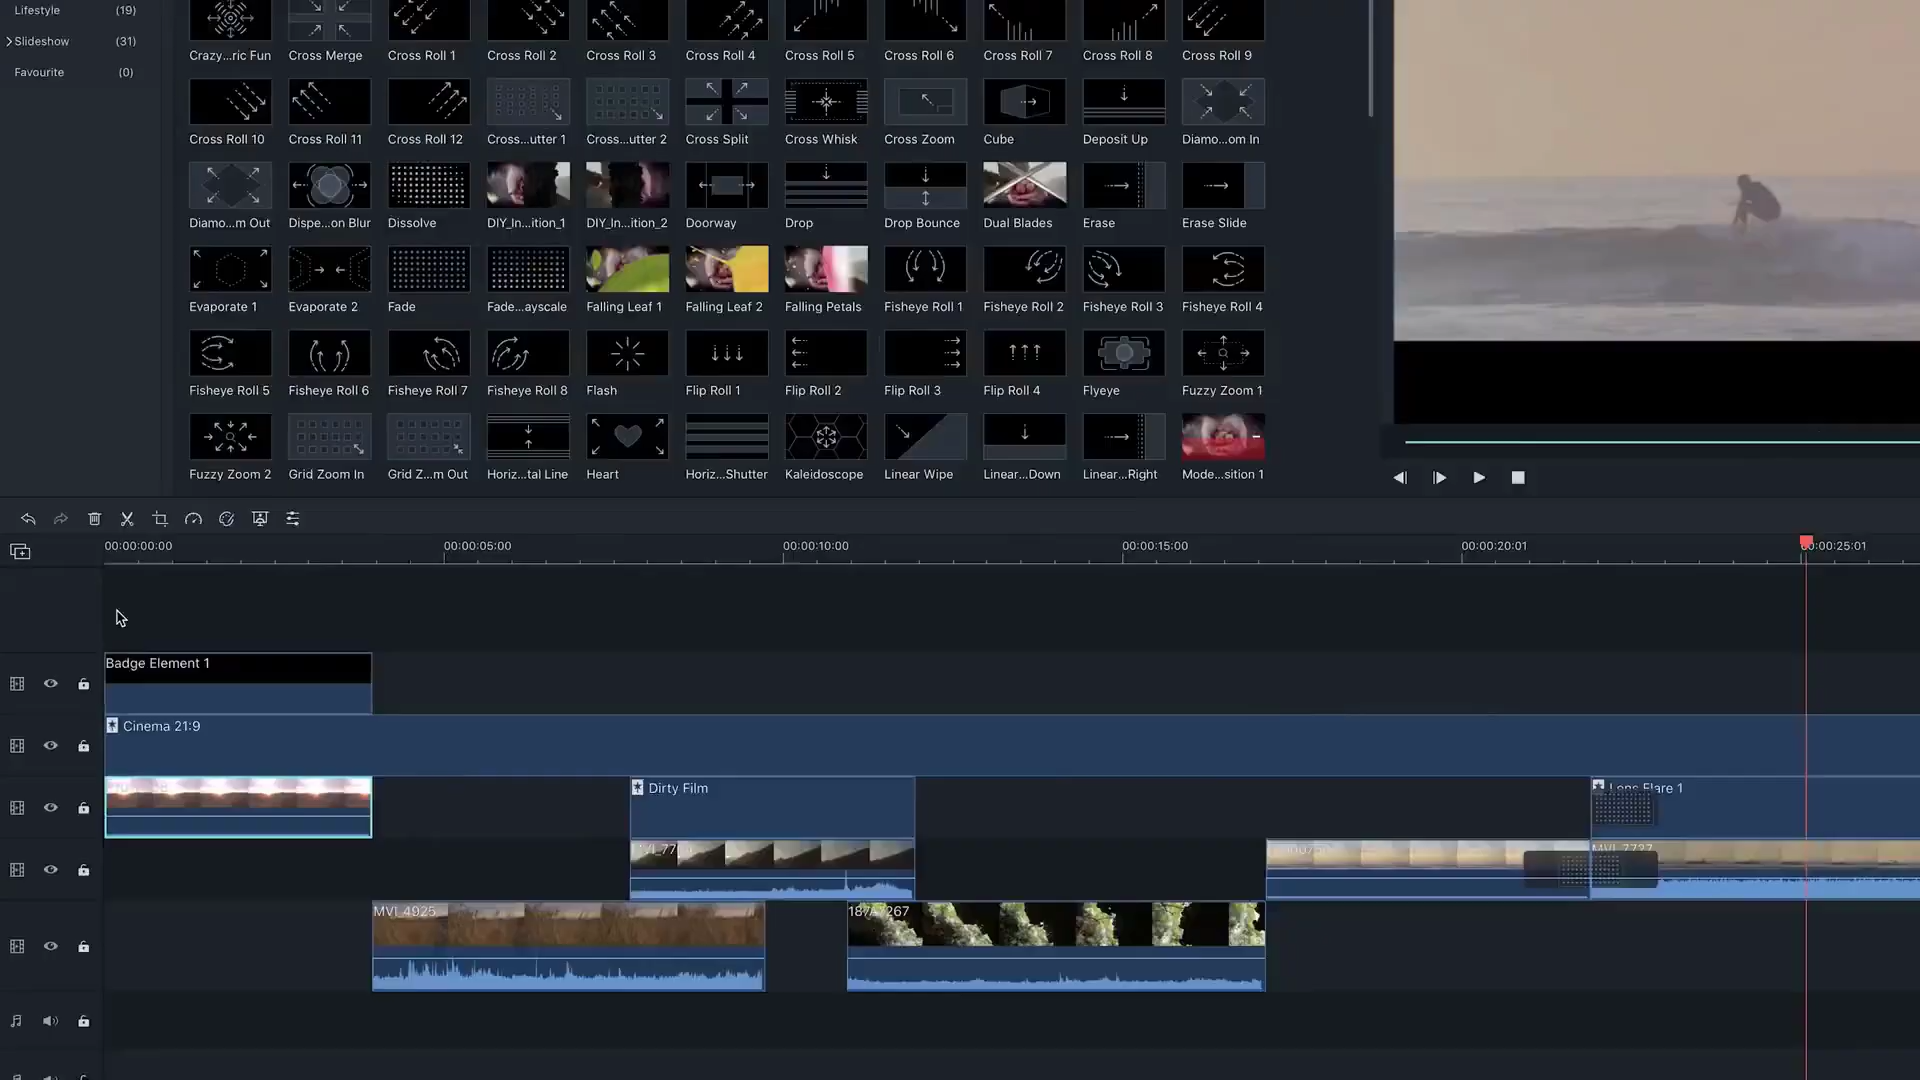 Lifestyle (19)
Slideshow (31)
Favourite (0)
Crazy...ric Fun Cross Merge Cross Roll 1 Cross Roll 2 Cross Roll 3 Cross Roll 4 Cross Roll 5 Cross Roll 6 Cross Roll 7 Cross Roll 8 Cross Roll 9
Cross Roll 10 Cross Roll 11 Cross Roll 12 Cross...utter 1 Cross...utter 2 Cross Split Cross Whisk Cross Zoom Cube Deposit Up Diamo...om In
Diamo...m Out Dispe...on Blur Dissolve DIY_In...ition_1 DIY_In...ition_2 Doorway Drop Drop Bounce Dual Blades Erase Erase Slide
Evaporate 1 Evaporate 2 Fade Fade...ayscale Falling Leaf 1 Falling Leaf 2 Falling Petals Fisheye Roll 1 Fisheye Roll 2 Fisheye Roll 3 Fisheye Roll 4
Fisheye Roll 5 Fisheye Roll 6 Fisheye Roll 7 Fisheye Roll 8 Flash Flip Roll 1 Flip Roll 2 Flip Roll 3 Flip Roll 4 Flyeye Fuzzy Zoom 1
Fuzzy Zoom 2 Grid Zoom In Grid Z...m Out Horiz...tal Line Heart Horiz...Shutter Kaleidoscope Linear Wipe Linear...Down Linear...Right Mode...sition 1
00:00:00:00 00:00:05:00 00:00:10:00 00:00:15:00 00:00:20:01 00:00:25:01
Badge Element 1
Cinema 21:9
Dirty Film
Lens Flare 1
MVI_7737
MVI_4925